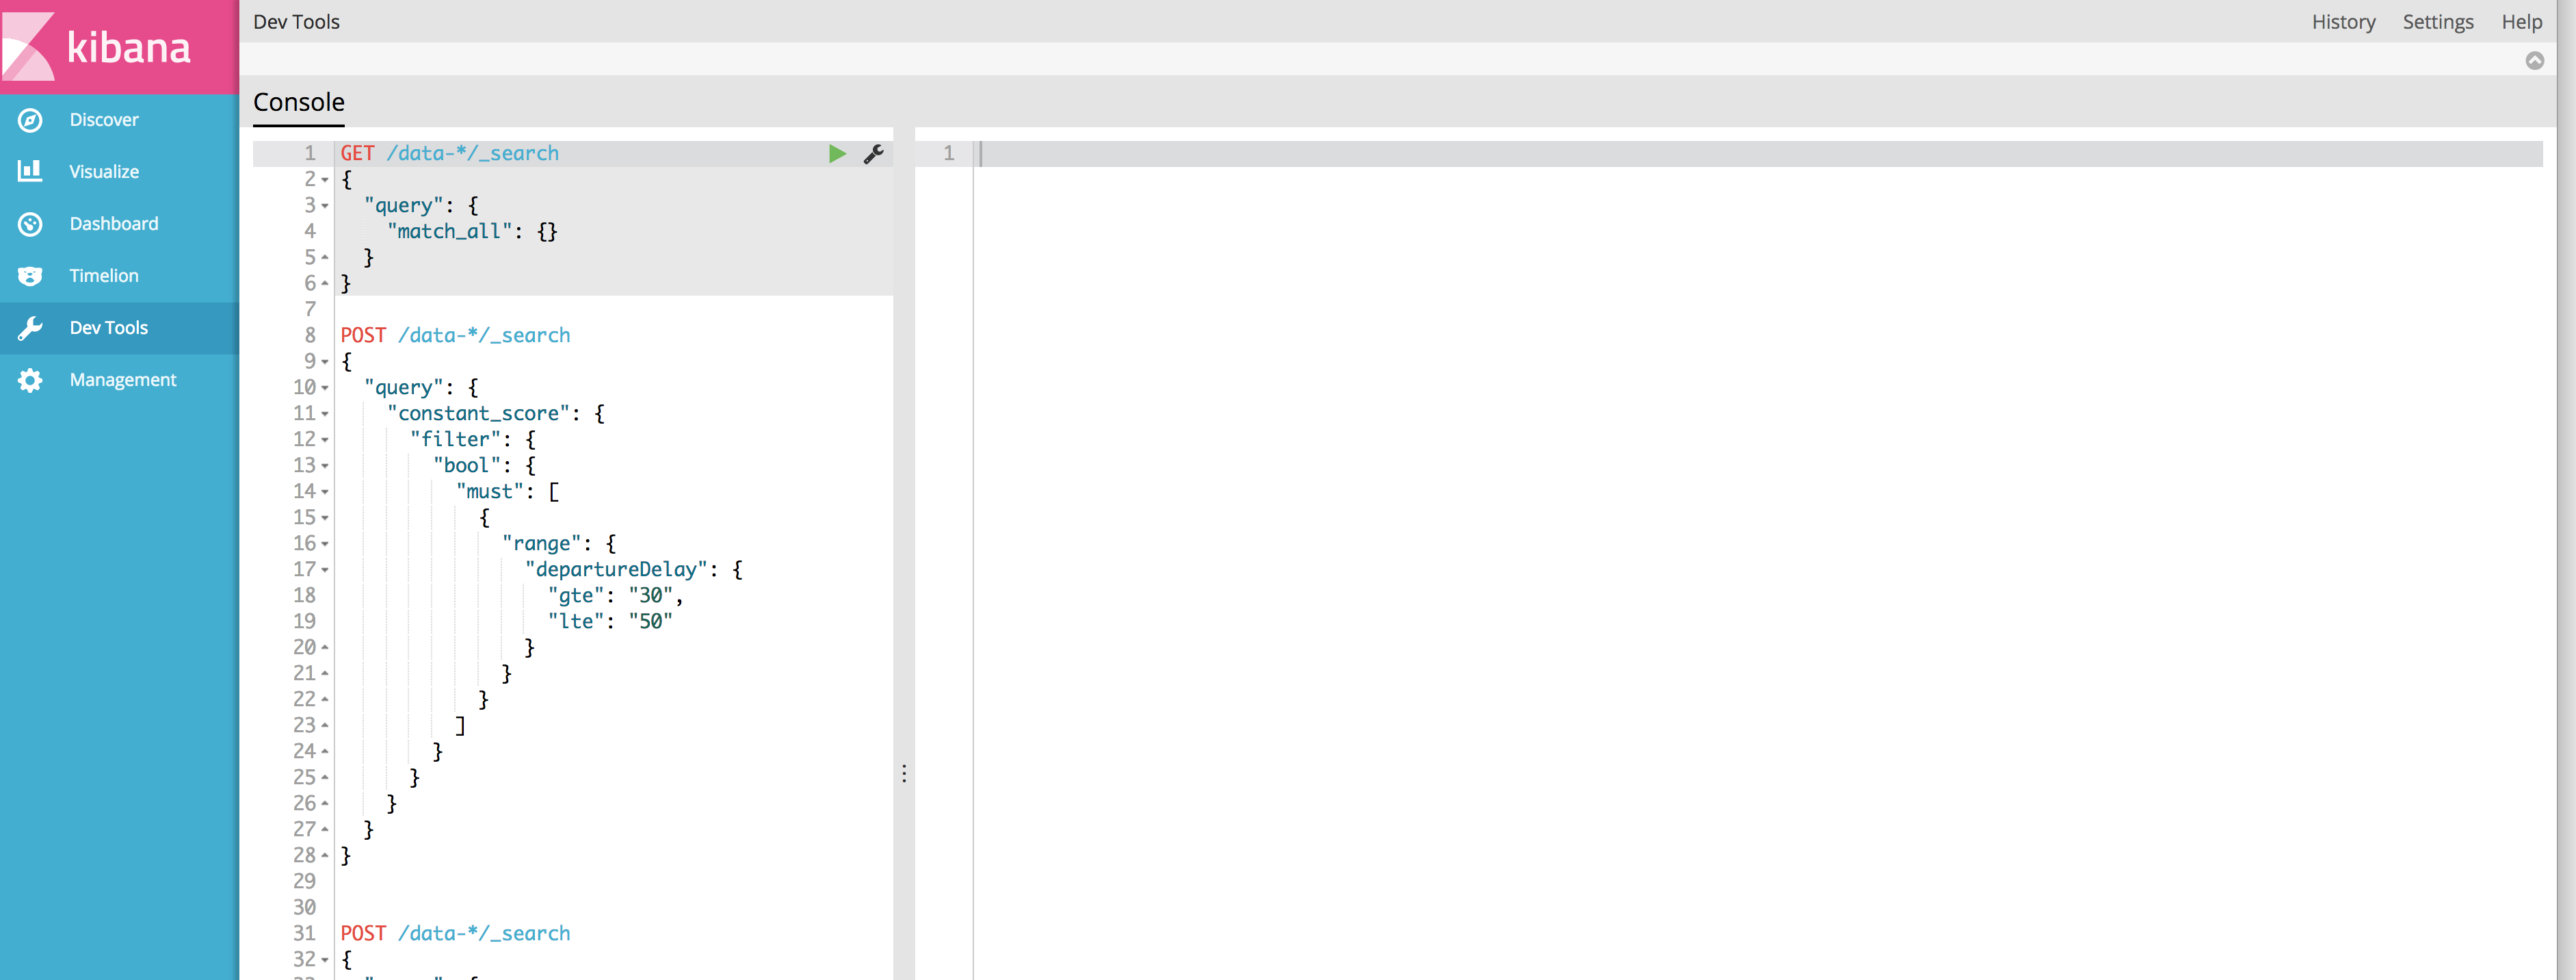 kibana
Discover
Visualize
Dashboard
Timelion
Dev Tools
Management
Dev Tools
History Settings Help
Console
1 GET /data-*/_search
2 {
3 "query": {
4 "match_all": {}
5 }
6 }
7
8 POST /data-*/_search
9 {
10 "query": {
11 "constant_score": {
12 "filter": {
13 "bool": {
14 "must": [
15 {
16 "range": {
17 "departureDelay": {
18 "gte": "30",
19 "lte": "50"
20 }
21 }
22 }
23 ]
24 }
25 }
26 }
27 }
28 }
29
30
31 POST /data-*/_search
32 {
1